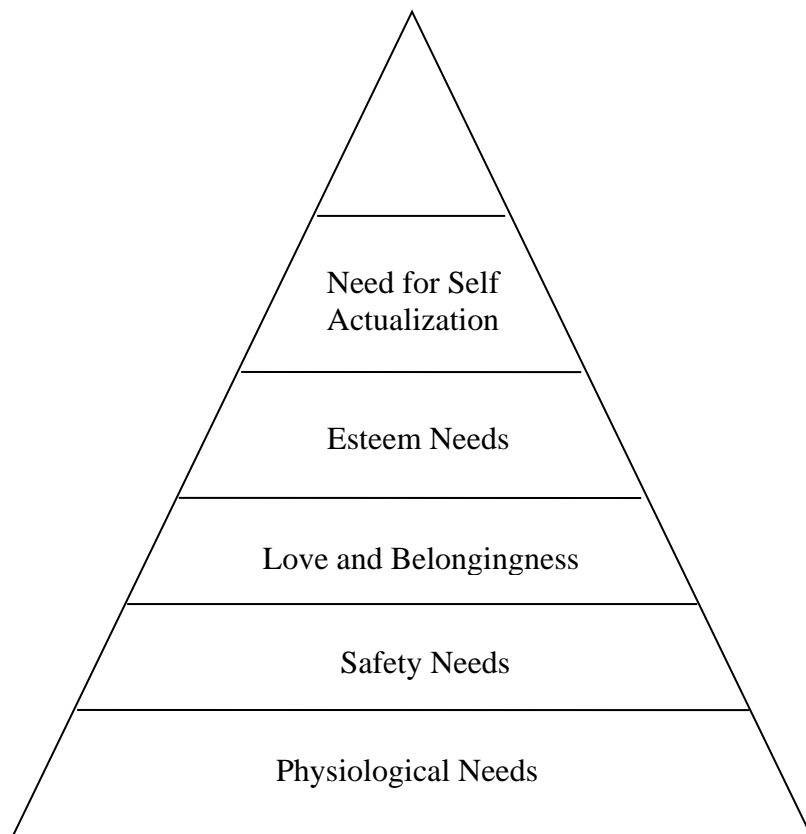 Need for Self
Actualization
Esteem Needs
Love and Belongingness
Safety Needs
Physiological Needs